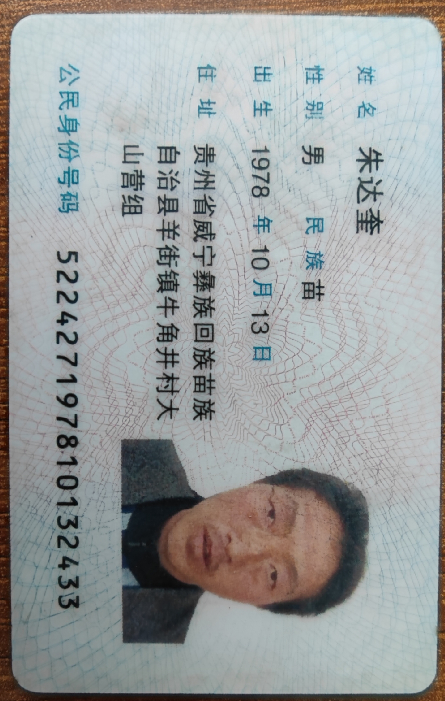 姓名 朱达奎
性别 男 民族 苗
出生 1978 年 10 月 13 日
住址 贵州省威宁彝族回族苗族
自治县羊街镇牛角井村大
山营组
公民身份号码 522427197810132433